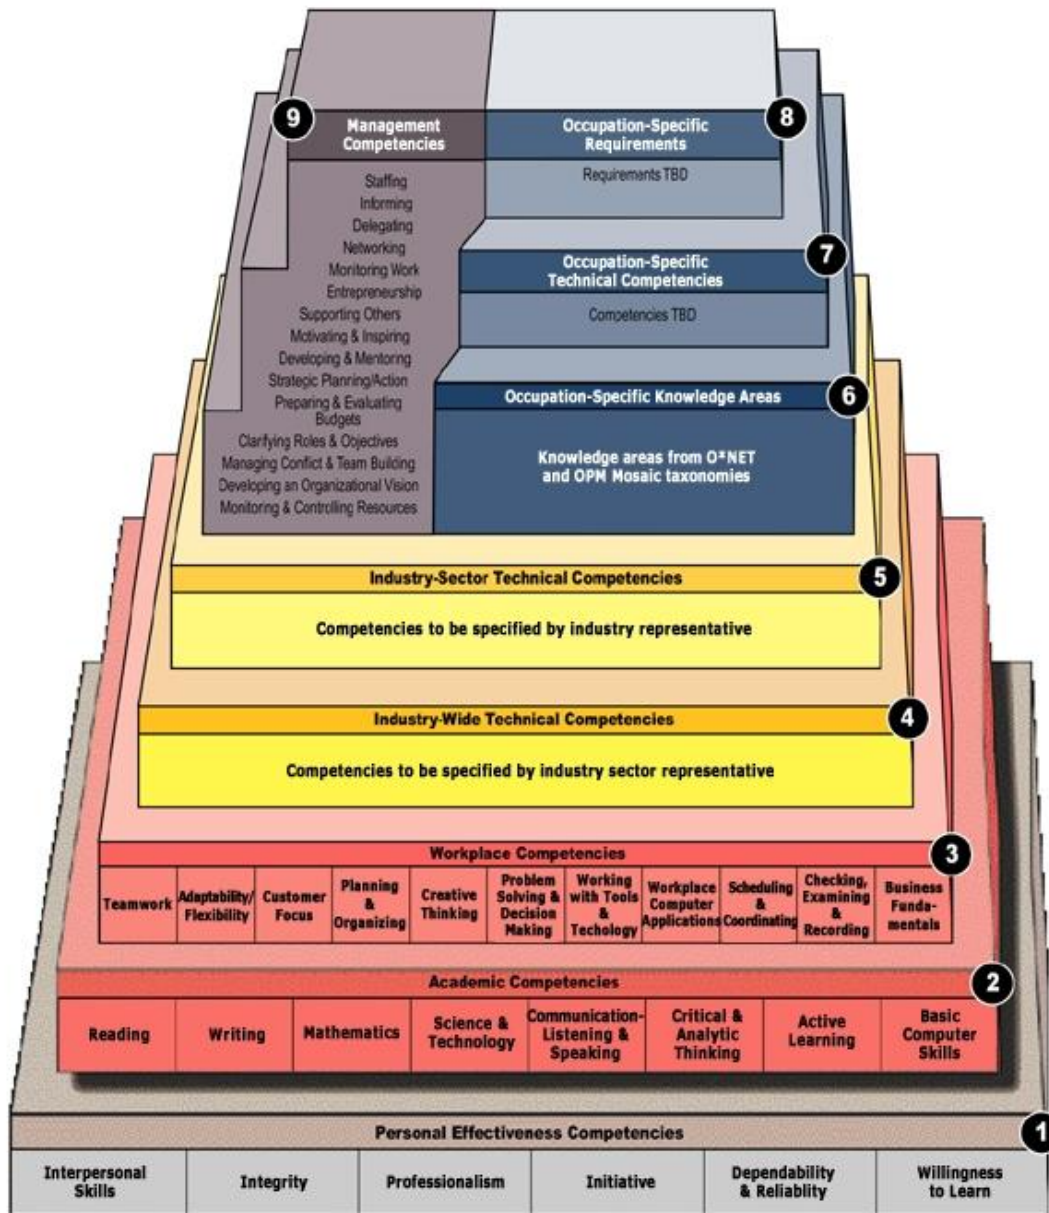 9
Management
Competencies
Staffing
Informing
Delegating
Networking
Monitoring Work
Entrepreneurship
Supporting Others
Motivating & Inspiring
Developing & Mentoring
Strategic Planning/Action
Preparing & Evaluating
Budgets
Clarifying Roles & Objectives
Managing Conflict & Team Building
Developing an Organizational Vision
Monitoring & Controlling Resources
8
Occupation-Specific
Requirements
Requirements TBD
7
Occupation-Specific
Technical Competencies
Competencies TBD
6
Occupation-Specific Knowledge Areas
Knowledge areas from O*NET
and OPM Mosaic taxonomies
5
Industry-Sector Technical Competencies
Competencies to be specified by industry representative
4
Industry-Wide Technical Competencies
Competencies to be specified by industry sector representative
3
Workplace Competencies
Teamwork
Adaptability/
Flexibility
Customer
Focus
Planning
&
Organizing
Creative
Thinking
Problem
Solving &
Decision
Making
Working
with Tools
&
Techology
Workplace
Computer
Applications
Scheduling
&
Coordinating
Checking,
Examining
&
Recording
Business
Funda-
mentals
2
Academic Competencies
Reading
Writing
Mathematics
Science &
Technology
Communication-
Listening &
Speaking
Critical &
Analytic
Thinking
Active
Learning
Basic
Computer
Skills
1
Personal Effectiveness Competencies
Interpersonal
Skills
Integrity
Professionalism
Initiative
Dependability
& Reliablity
Willingness
to Learn